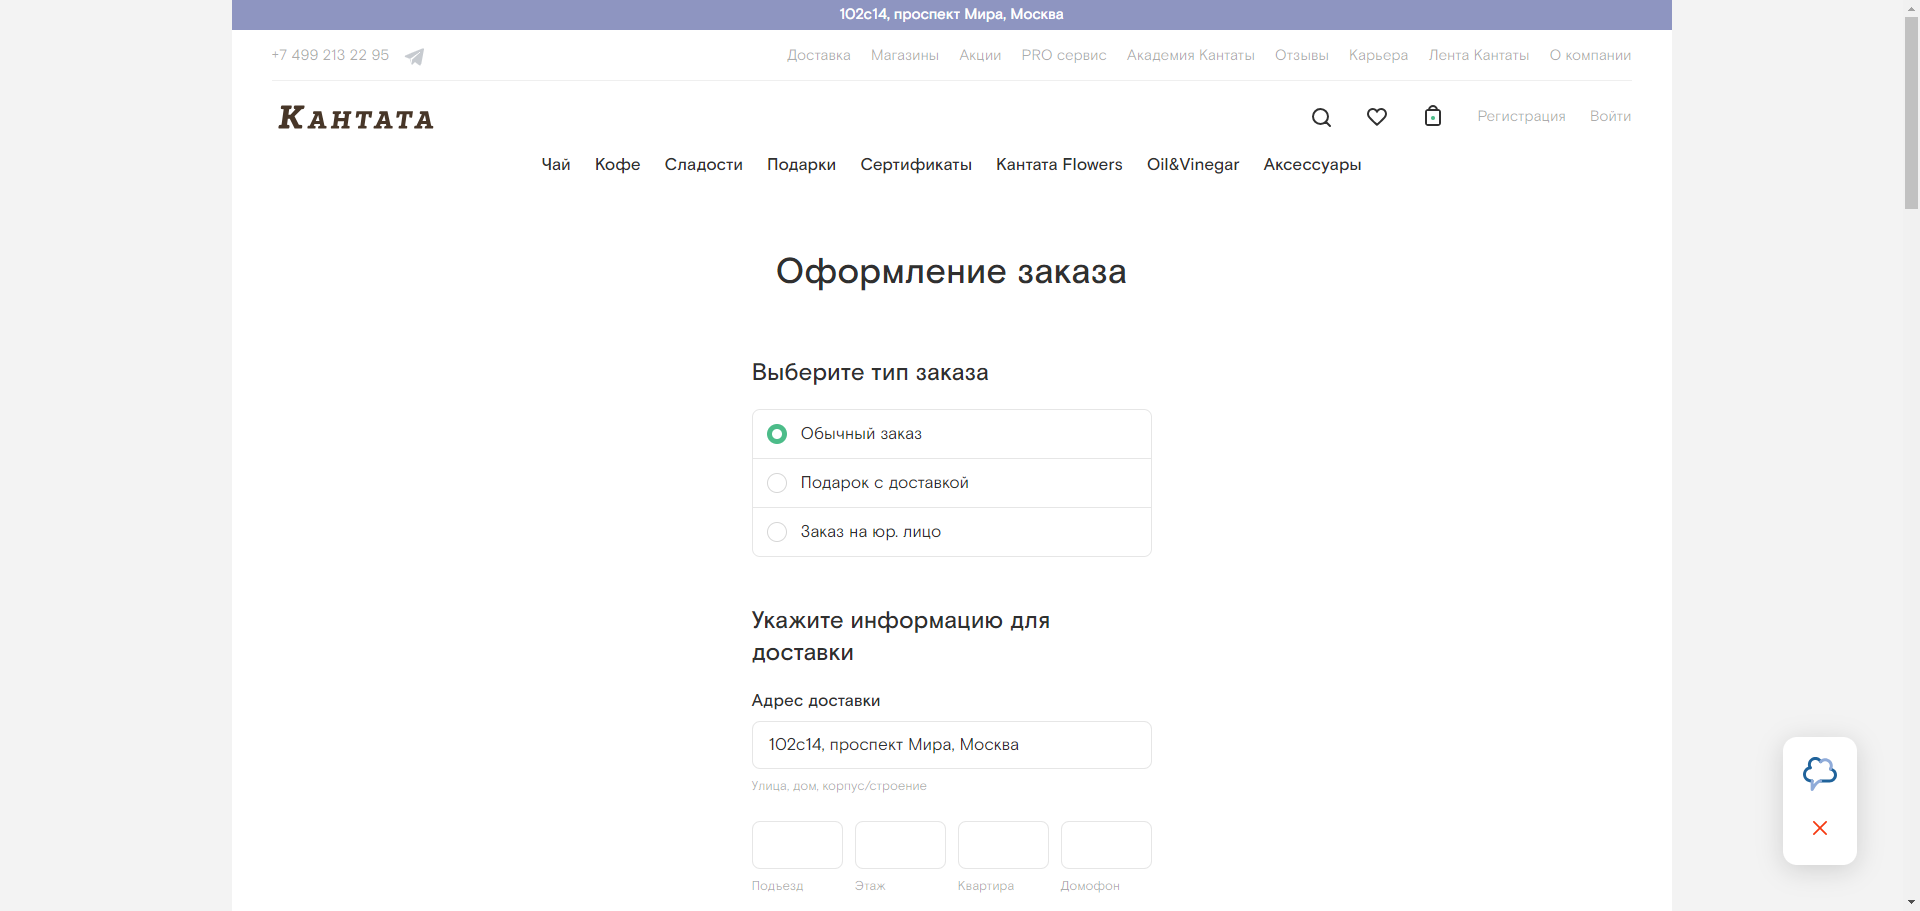 102с14, проспект Мира, Москва
+7 499 213 22 95
Доставка Магазины Акции PRO сервис Академия Кантаты Отзывы Карьера Лента Кантаты О компании
КАНТАТА
Регистрация Войти
Чай Кофе Сладости Подарки Сертификаты Кантата Flowers Oil&Vinegar Аксессуары
Оформление заказа
Выберите тип заказа
Обычный заказ
Подарок с доставкой
Заказ на юр. лицо
Укажите информацию для
доставки
Адрес доставки
102с14, проспект Мира, Москва
Улица, дом, корпус/строение
Подъезд Этаж Квартира Домофон